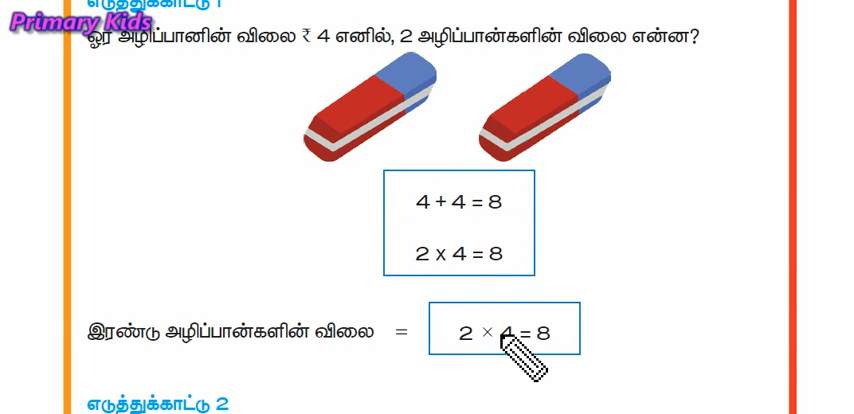 எடுத்துக்காட்டு 1
Primary Kids
ஓர் அழிப்பானின் விலை ₹ 4 எனில், 2 அழிப்பான்களின் விலை என்ன?
4 + 4 = 8
2 x 4 = 8
இரண்டு அழிப்பான்களின் விலை = 2 × 4 = 8
எடுத்துக்காட்டு 2